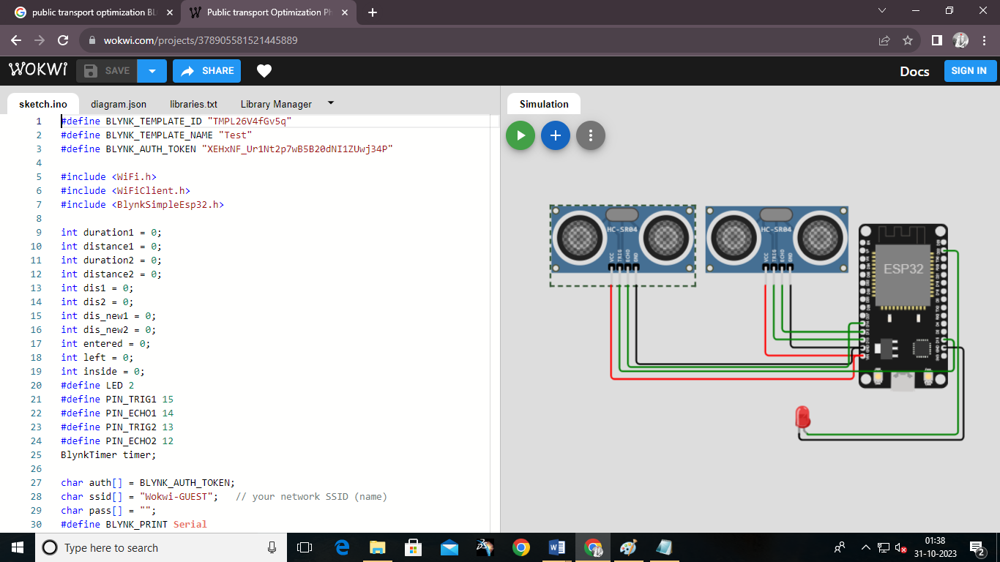 public transport optimization BL
Public transport Optimization Ph
wokwi.com/projects/378905581521445889
WOKWI
SAVE
SHARE
Docs
SIGN IN
sketch.ino
diagram.json
libraries.txt
Library Manager
Simulation
1 #define BLYNK_TEMPLATE_ID "TMPL26V4fGv5q"
2 #define BLYNK_TEMPLATE_NAME "Test"
3 #define BLYNK_AUTH_TOKEN "XEHxNF_Ur1Nt2p7wB5B20dNI1ZUwj34P"
4
5 #include <WiFi.h>
6 #include <WiFiClient.h>
7 #include <BlynkSimpleEsp32.h>
8
9 int duration1 = 0;
10 int distance1 = 0;
11 int duration2 = 0;
12 int distance2 = 0;
13 int dis1 = 0;
14 int dis2 = 0;
15 int dis_new1 = 0;
16 int dis_new2 = 0;
17 int entered = 0;
18 int left = 0;
19 int inside = 0;
20 #define LED 2
21 #define PIN_TRIG1 15
22 #define PIN_ECHO1 14
23 #define PIN_TRIG2 13
24 #define PIN_ECHO2 12
25 BlynkTimer timer;
26
27 char auth[] = BLYNK_AUTH_TOKEN;
28 char ssid[] = "Wokwi-GUEST";   // your network SSID (name)
29 char pass[] = "";
30 #define BLYNK_PRINT Serial
HC-SR04
VCC
TRIG
ECHO
GND
HC-SR04
VCC
TRIG
ECHO
GND
ESP32
Type here to search
01:38
31-10-2023
2